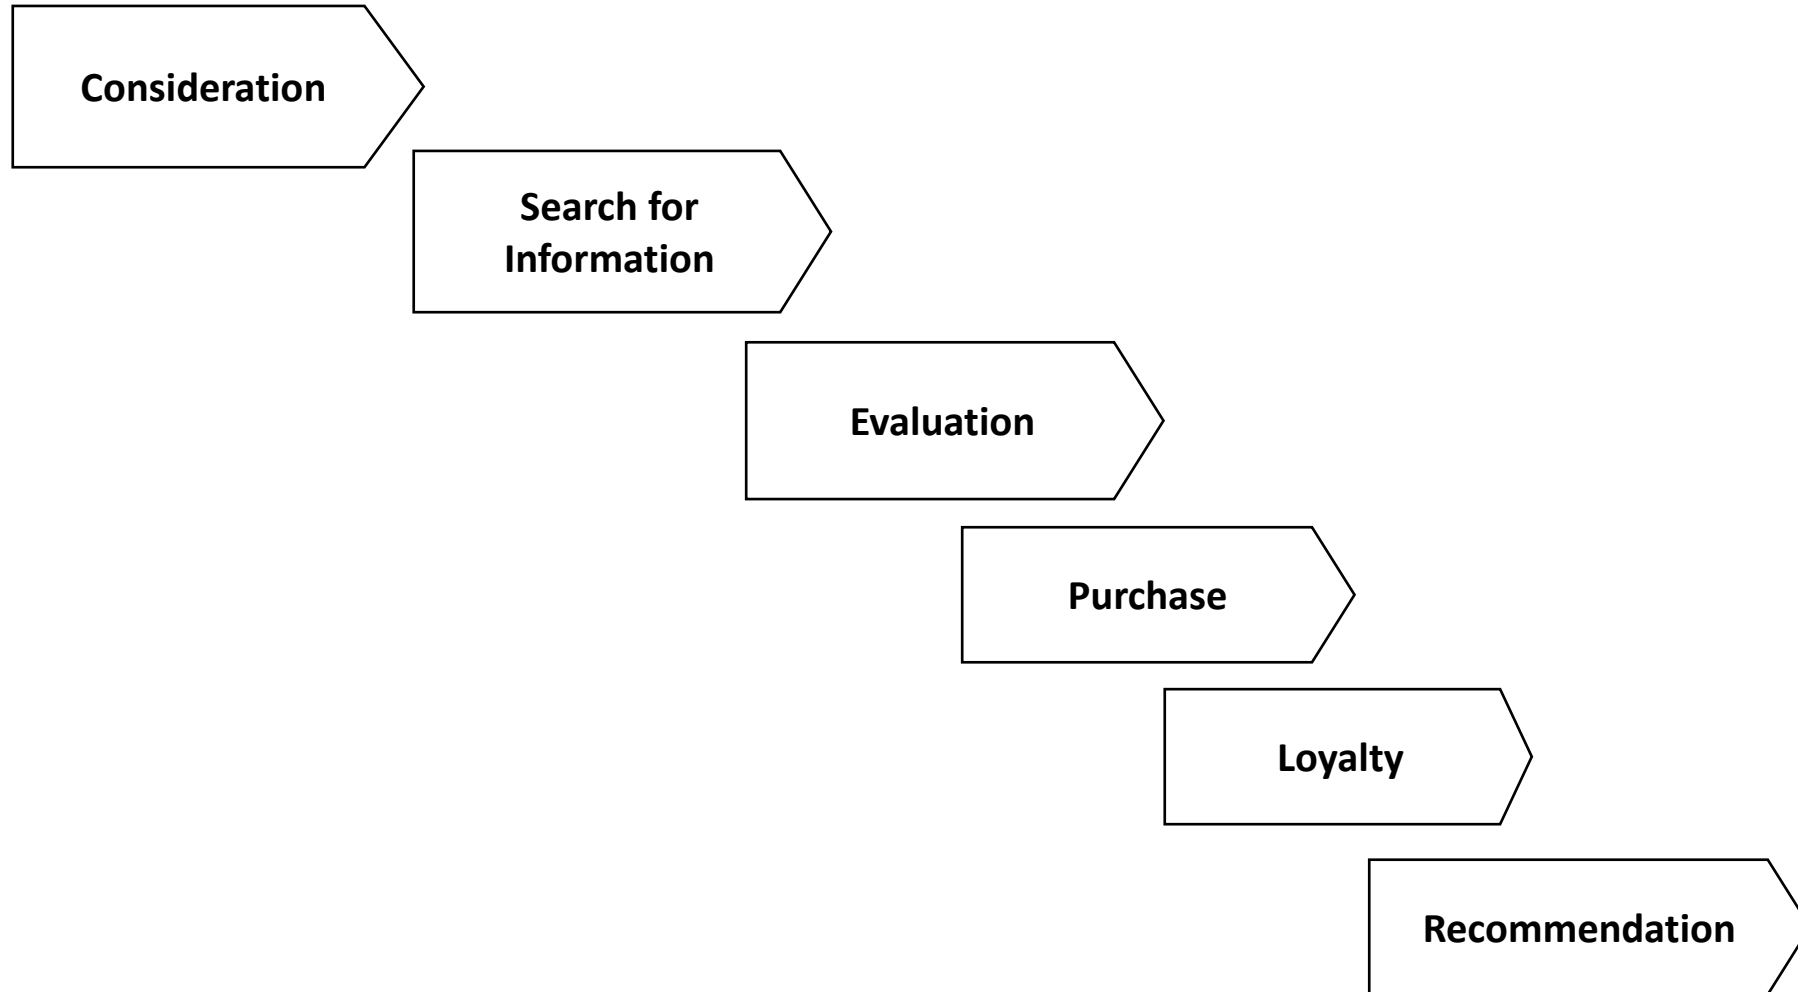 Consideration
Search for
Information
Evaluation
Purchase
Loyalty
Recommendation